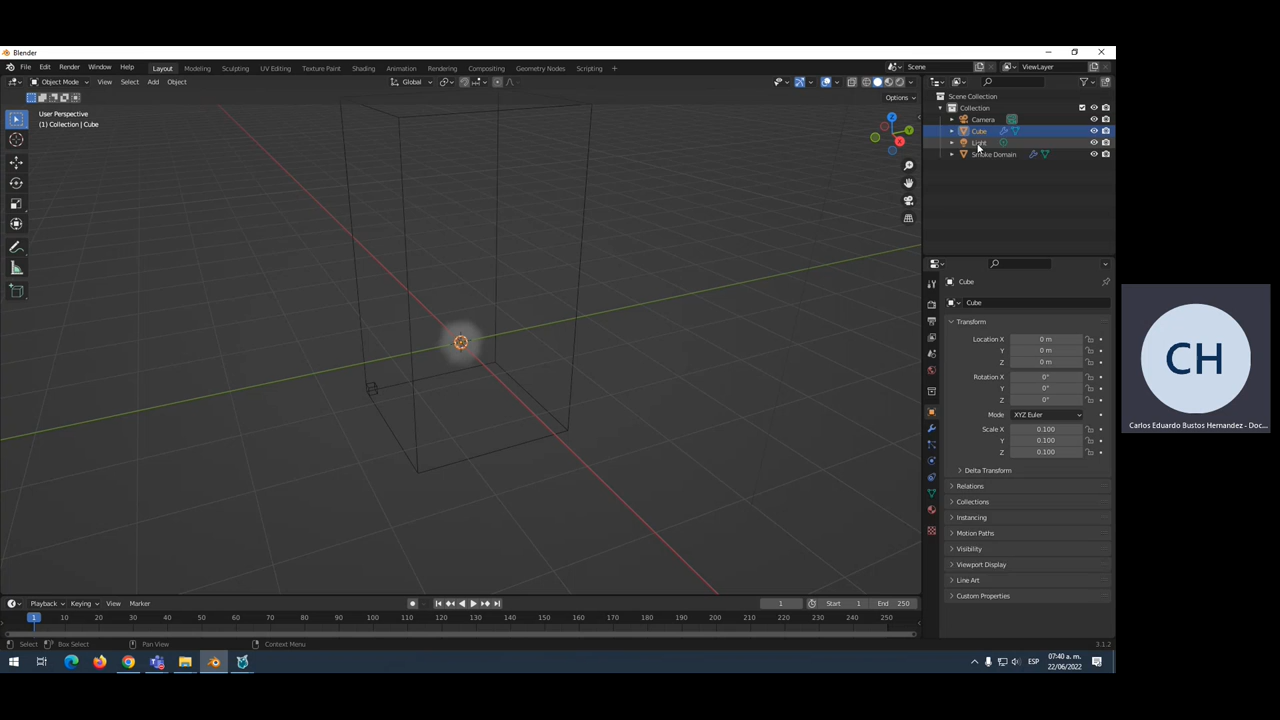 Blender
File Edit Render Window Help Layout Modeling Sculpting UV Editing Texture Paint Shading Animation Rendering Compositing Geometry Nodes Scripting + Scene ViewLayer
Object Mode View Select Add Object Global
Options
User Perspective
(1) Collection | Cube
X
Y
Z
Scene Collection
Collection
Camera
Cube
Light
Smoke Domain
Cube
Cube
Transform
Location X 0 m
Y 0 m
Z 0 m
Rotation X 0°
Y 0°
Z 0°
Mode XYZ Euler
Scale X 0.100
Y 0.100
Z 0.100
Delta Transform
Relations
Collections
Instancing
Motion Paths
Visibility
Viewport Display
Line Art
Custom Properties
CH
Carlos Eduardo Bustos Hernandez - Doc...
Playback Keying View Marker 1 Start 1 End 250
1 10 20 30 40 50 60 70 80 90 100 110 120 130 140 150 160 170 180 190 200 210 220 230 240 250
Select Box Select Pan View Context Menu 3.1.2
ESP 07:40 a. m.
22/06/2022